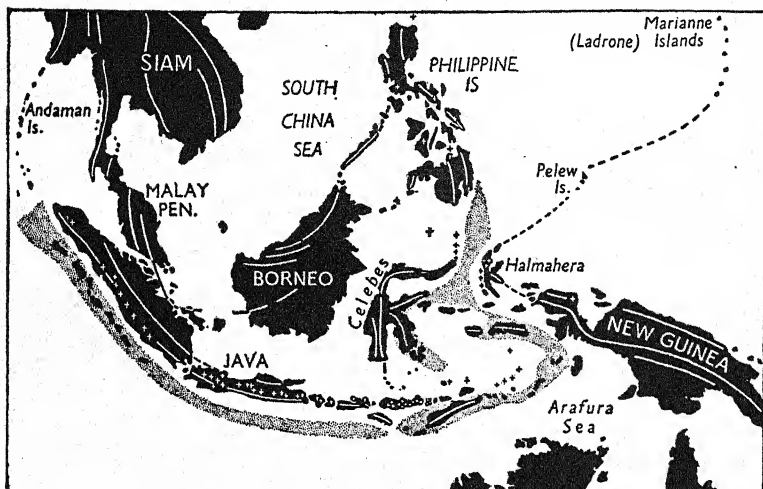 Marianne
(Ladrone) Islands
SIAM
PHILIPPINE
IS
SOUTH
CHINA
SEA
Andaman
Is.
Pelew
Is.
MALAY
PEN.
Halmahera
BORNEO
Celebes
NEW GUINEA
JAVA
Arafura
Sea